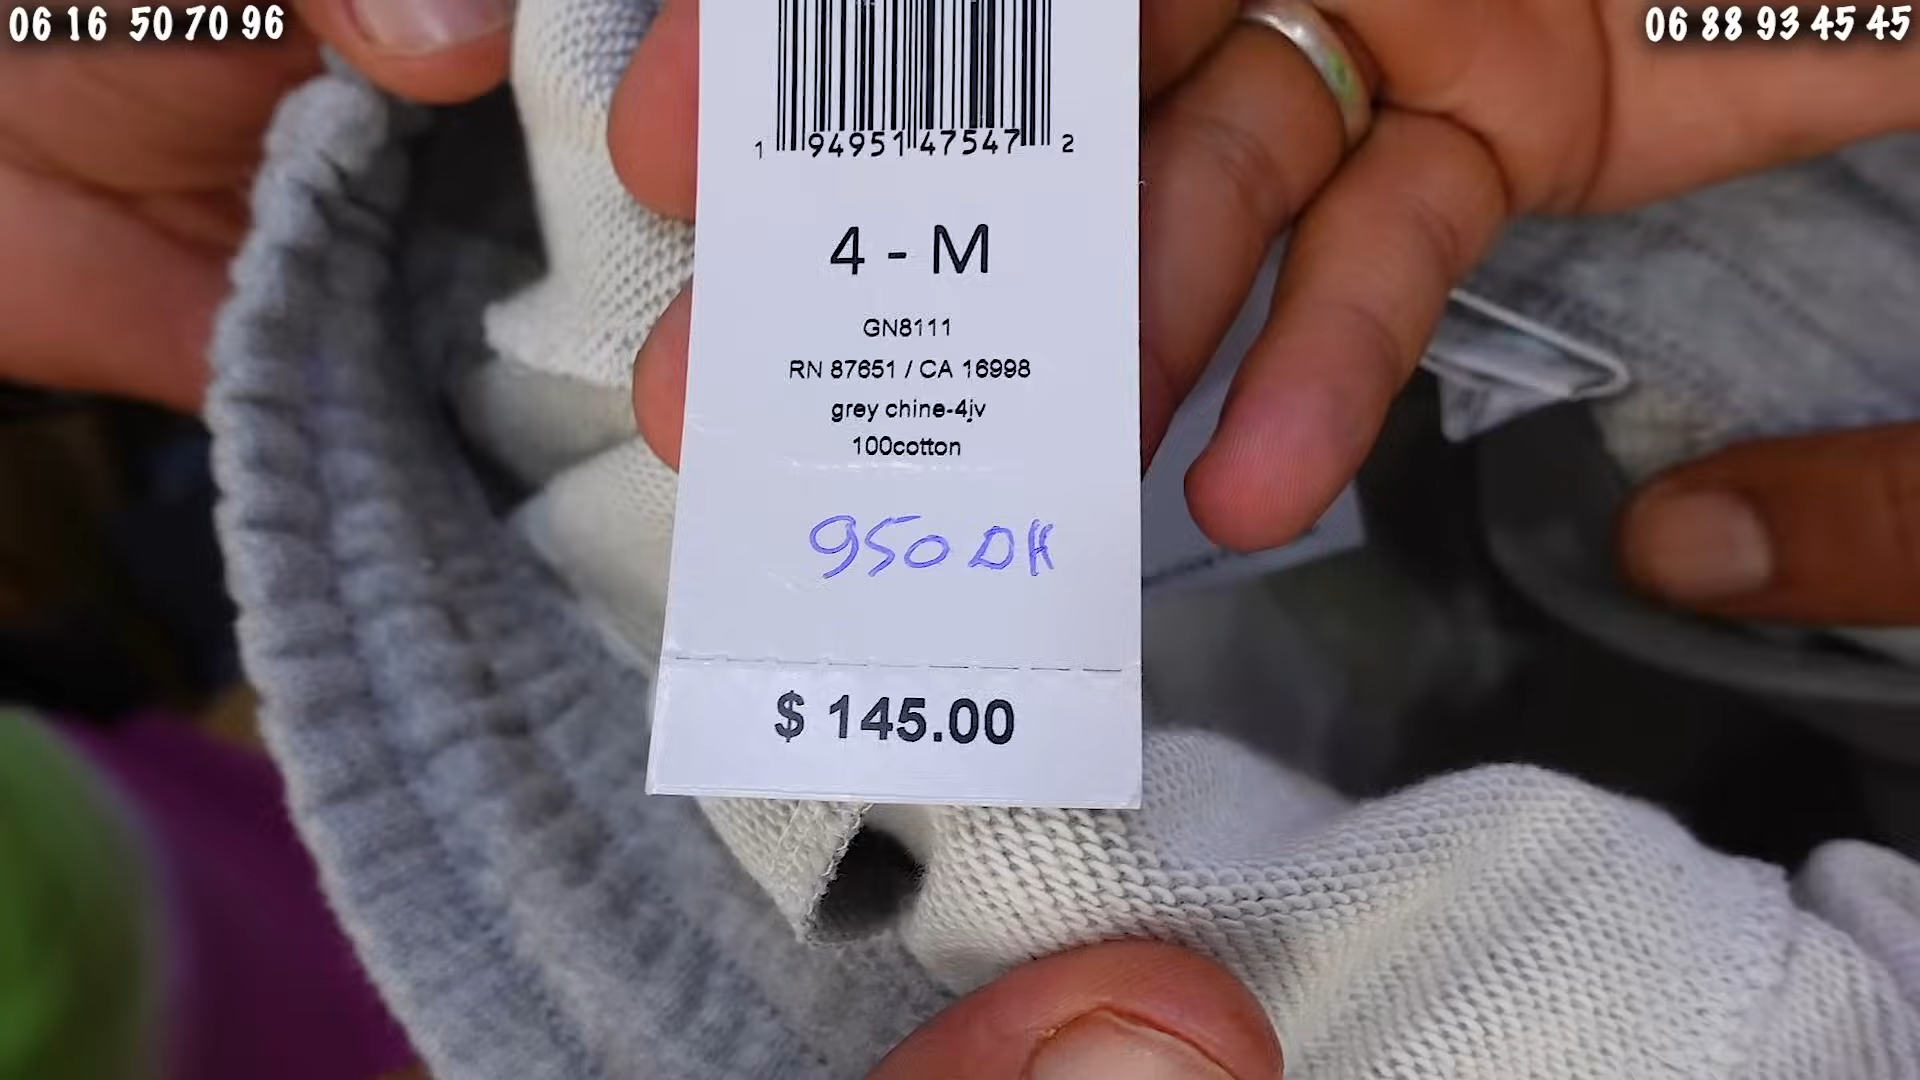 06 16 50 70 96
06 88 93 45 45
1 94951 47547 2
4 - M
GN8111
RN 87651 / CA 16998
grey chine-4jv
100cotton
950 DH
$ 145.00